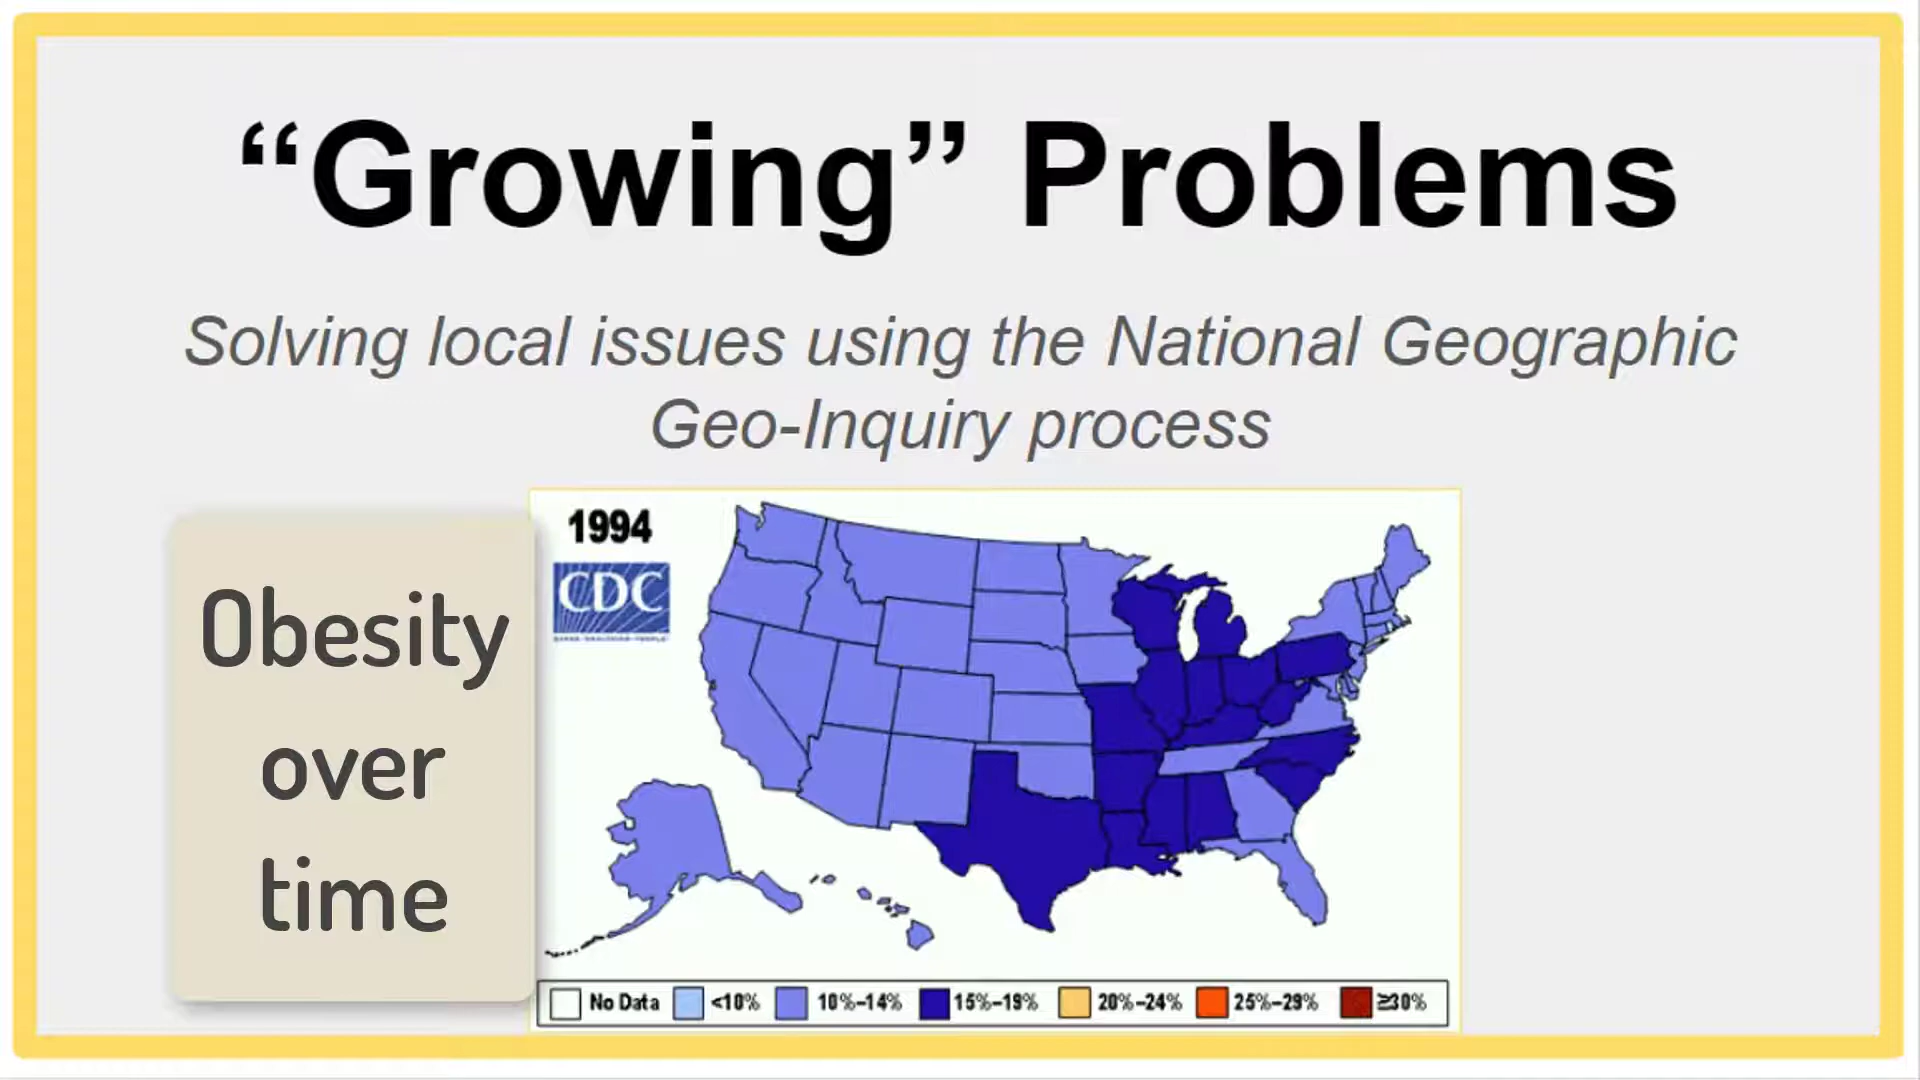 “Growing” Problems
Solving local issues using the National Geographic
Geo-Inquiry process
Obesity
over
time
1994
CDC
No Data <10% 10%–14% 15%–19% 20%–24% 25%–29% ≥30%